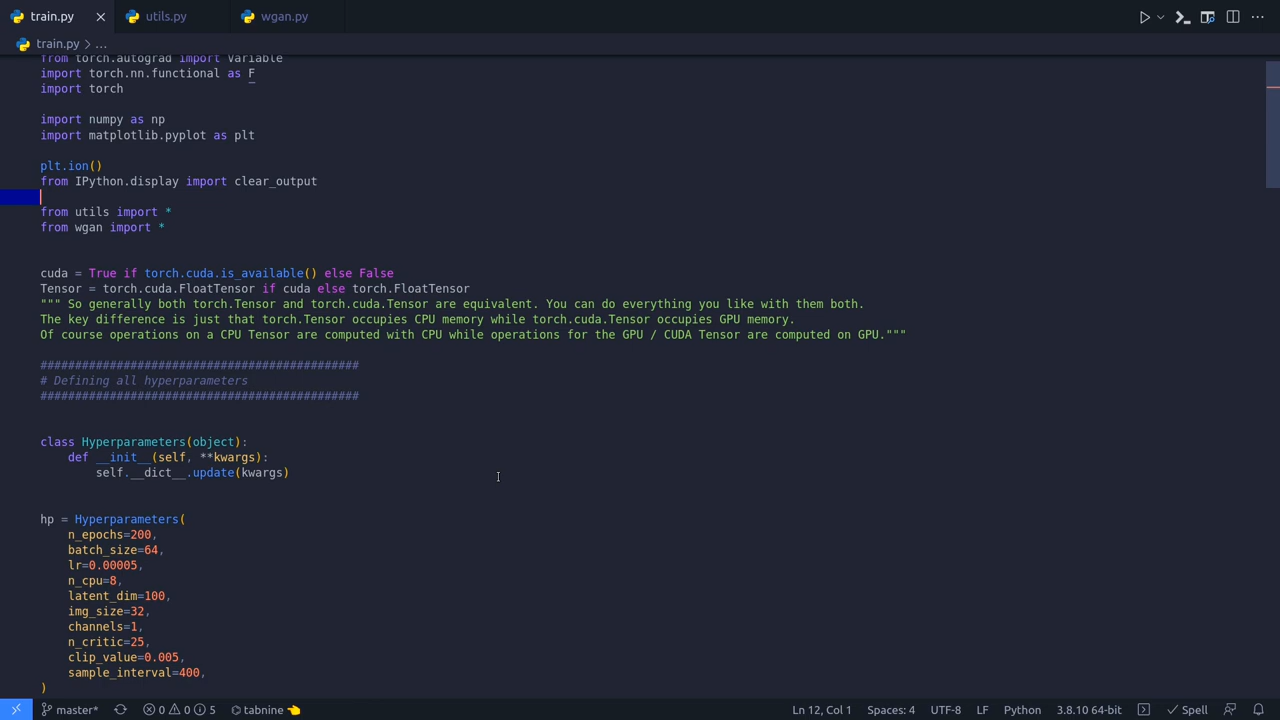 train.py
utils.py
wgan.py
train.py > ...
from torch.autograd import Variable
import torch.nn.functional as F
import torch
import numpy as np
import matplotlib.pyplot as plt
plt.ion()
from IPython.display import clear_output
from utils import *
from wgan import *
cuda = True if torch.cuda.is_available() else False
Tensor = torch.cuda.FloatTensor if cuda else torch.FloatTensor
""" So generally both torch.Tensor and torch.cuda.Tensor are equivalent. You can do everything you like with them both.
The key difference is just that torch.Tensor occupies CPU memory while torch.cuda.Tensor occupies GPU memory.
Of course operations on a CPU Tensor are computed with CPU while operations for the GPU / CUDA Tensor are computed on GPU."""
##############################################
# Defining all hyperparameters
##############################################
class Hyperparameters(object):
    def __init__(self, **kwargs):
        self.__dict__.update(kwargs)
hp = Hyperparameters(
    n_epochs=200,
    batch_size=64,
    lr=0.00005,
    n_cpu=8,
    latent_dim=100,
    img_size=32,
    channels=1,
    n_critic=25,
    clip_value=0.005,
    sample_interval=400,
)
master* 0 0 5 tabnine Ln 12, Col 1 Spaces: 4 UTF-8 LF Python 3.8.10 64-bit Spell